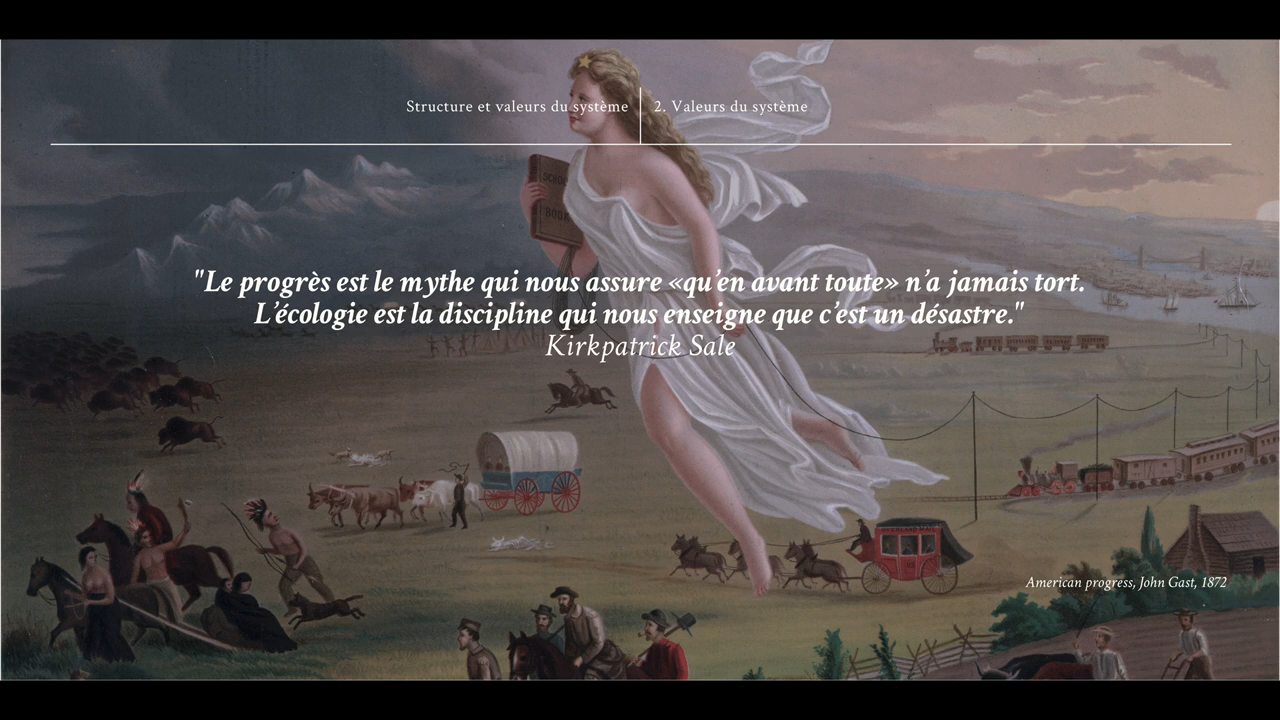 Structure et valeurs du système
2. Valeurs du système
SCHOOL
BOOK
"Le progrès est le mythe qui nous assure «qu’en avant toute» n’a jamais tort.
L’écologie est la discipline qui nous enseigne que c’est un désastre."
Kirkpatrick Sale
American progress, John Gast, 1872